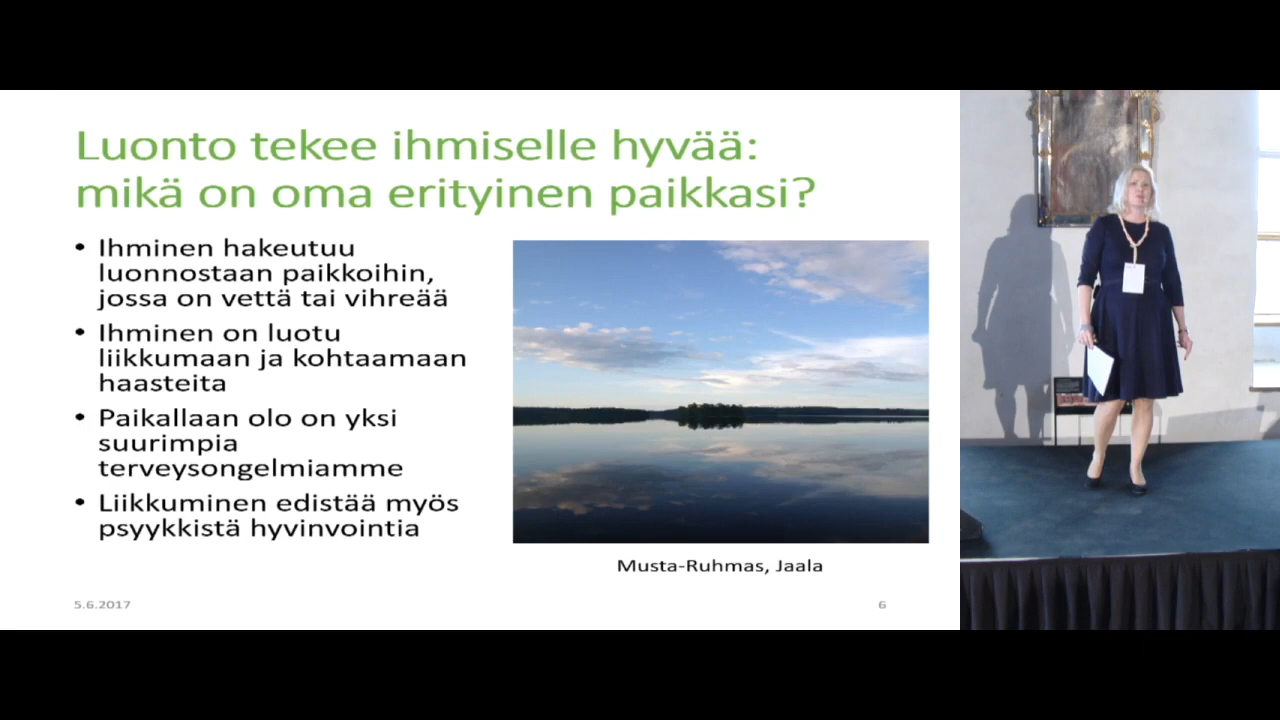 Luonto tekee ihmiselle hyvää:
mikä on oma erityinen paikkasi?
• Ihminen hakeutuu
luonnostaan paikkoihin,
jossa on vettä tai vihreää
• Ihminen on luotu
liikkumaan ja kohtaamaan
haasteita
• Paikallaan olo on yksi
suurimpia
terveysongelmiamme
• Liikkuminen edistää myös
psyykkistä hyvinvointia
Musta-Ruhmas, Jaala
5.6.2017
6